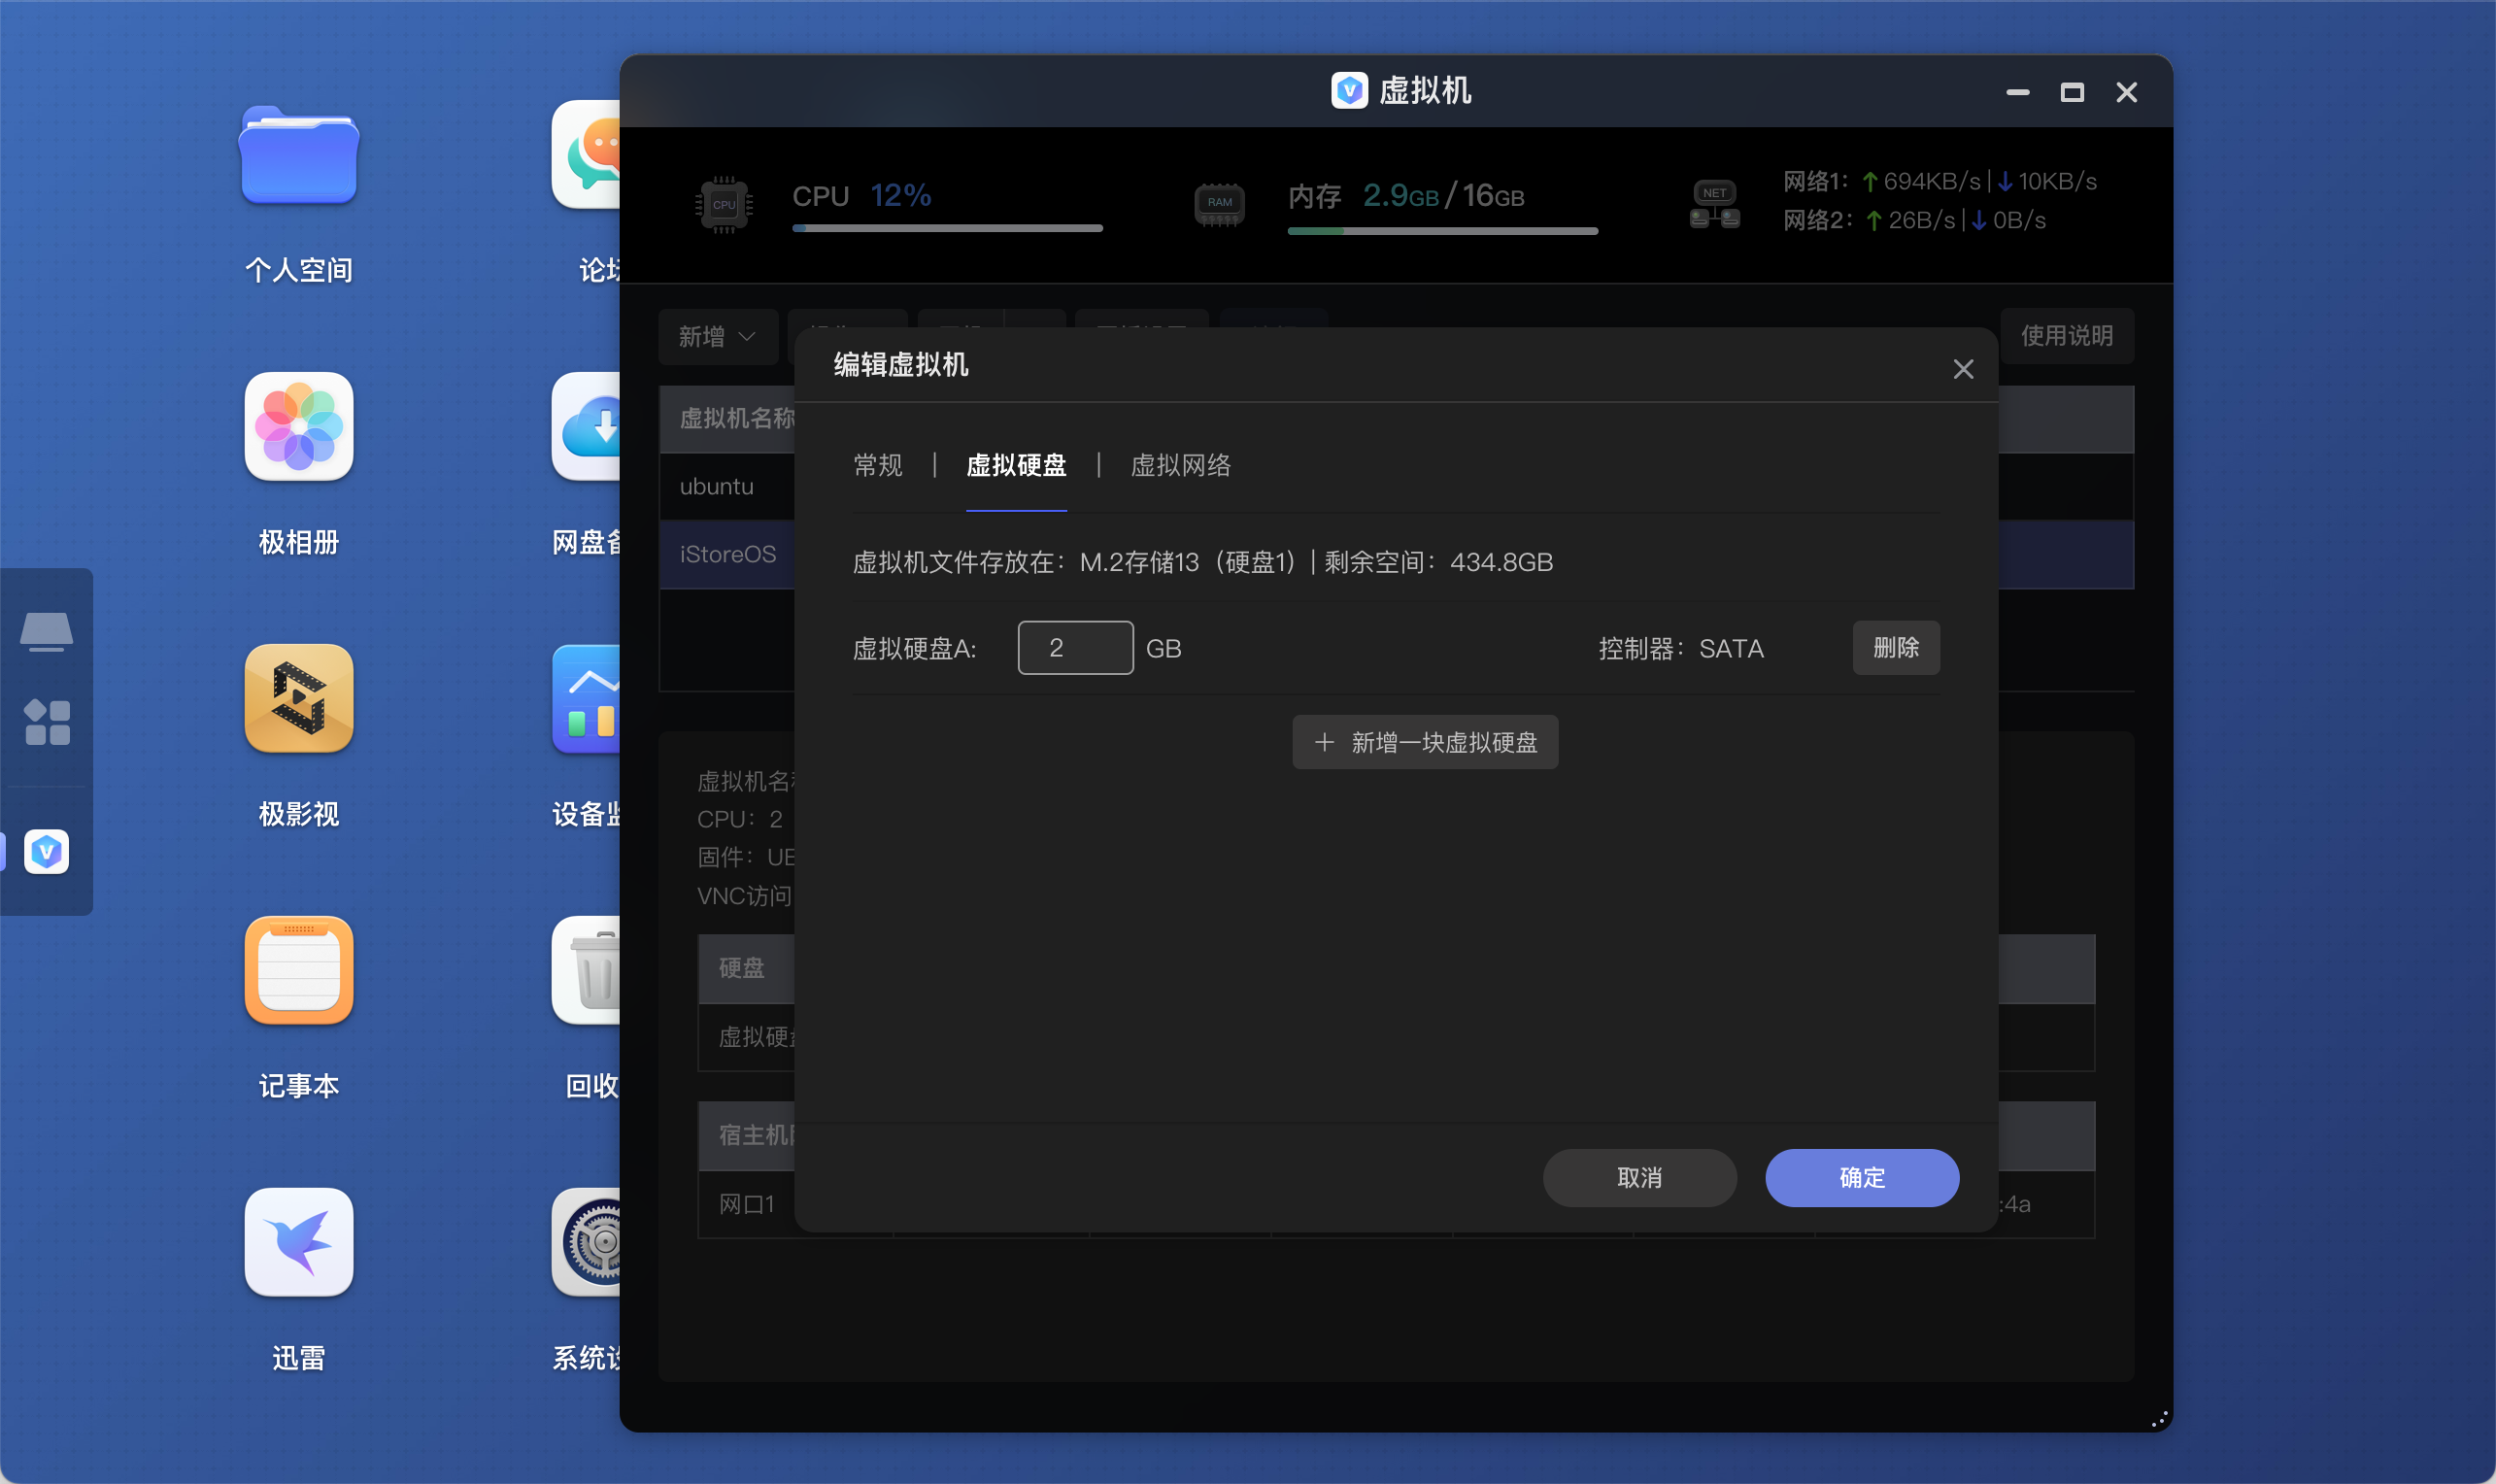 虚拟机
CPU
CPU 12%
RAM
内存 2.9GB/16GB
NET
网络1: ↑694KB/s|↓10KB/s
网络2: ↑26B/s|↓0B/s
新增
使用说明
虚拟机名称
ubuntu
iStoreOS
编辑虚拟机
常规 | 虚拟硬盘 | 虚拟网络
虚拟机文件存放在：M.2存储13（硬盘1）| 剩余空间：434.8GB
虚拟硬盘A: 2 GB 控制器：SATA 删除
+ 新增一块虚拟硬盘
取消 确定
虚拟机名
CPU：2
固件：UE
VNC访问
硬盘
虚拟硬
宿主机
网口1
:4a
个人空间
论坛
极相册
网盘备
极影视
设备监
记事本
回收
迅雷
系统设